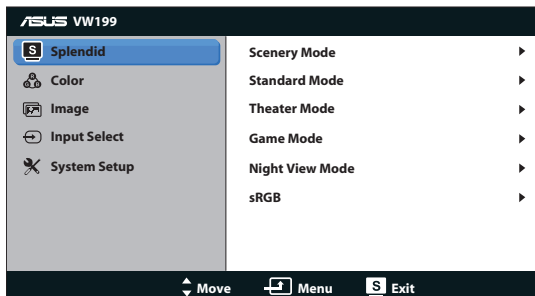 ASUS VW199
S Splendid
Color
Image
Input Select
System Setup
Scenery Mode
Standard Mode
Theater Mode
Game Mode
Night View Mode
sRGB
Move Menu S Exit